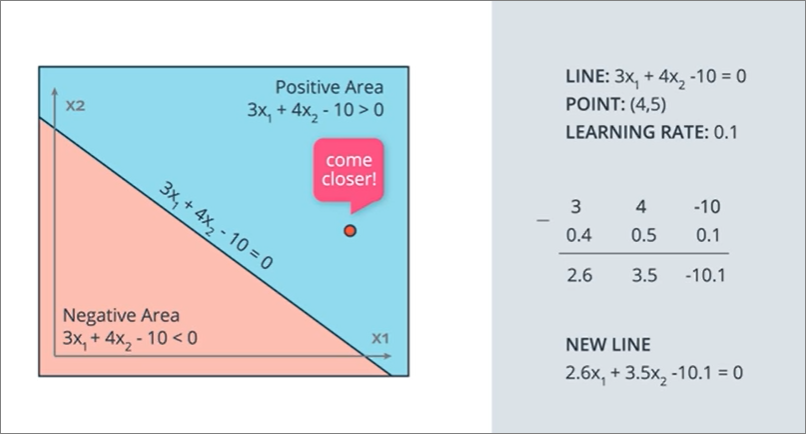 Positive Area
3x₁ + 4x₂ - 10 > 0
X2
come
closer!
3x₁ + 4x₂ - 10 = 0
Negative Area
3x₁ + 4x₂ - 10 < 0
X1
LINE: 3x₁ + 4x₂ -10 = 0
POINT: (4,5)
LEARNING RATE: 0.1
3 4 -10
— 0.4 0.5 0.1
2.6 3.5 -10.1
NEW LINE
2.6x₁ + 3.5x₂ -10.1 = 0